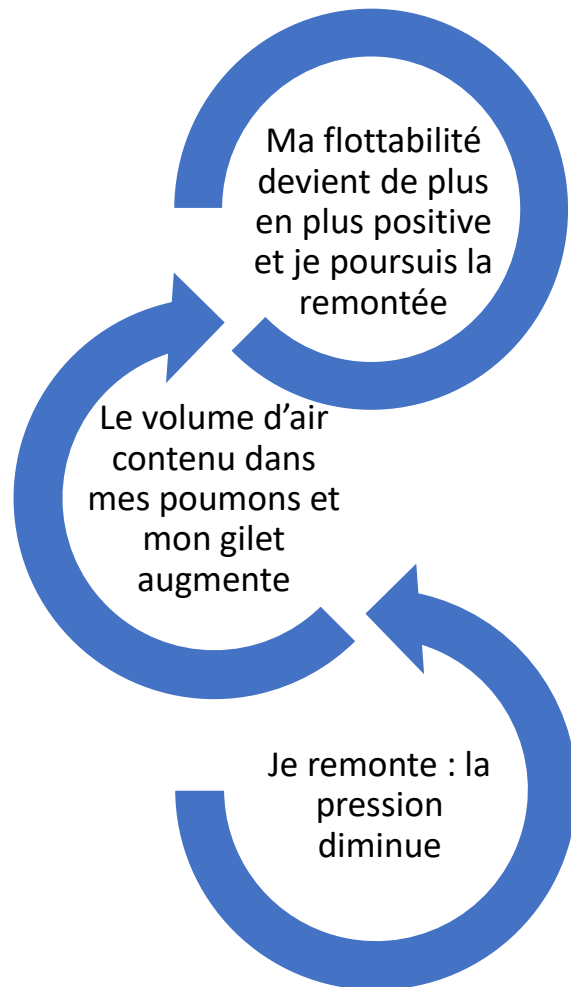 Ma flottabilité
devient de plus
en plus positive
et je poursuis la
remontée
Le volume d’air
contenu dans
mes poumons et
mon gilet
augmente
Je remonte : la
pression
diminue